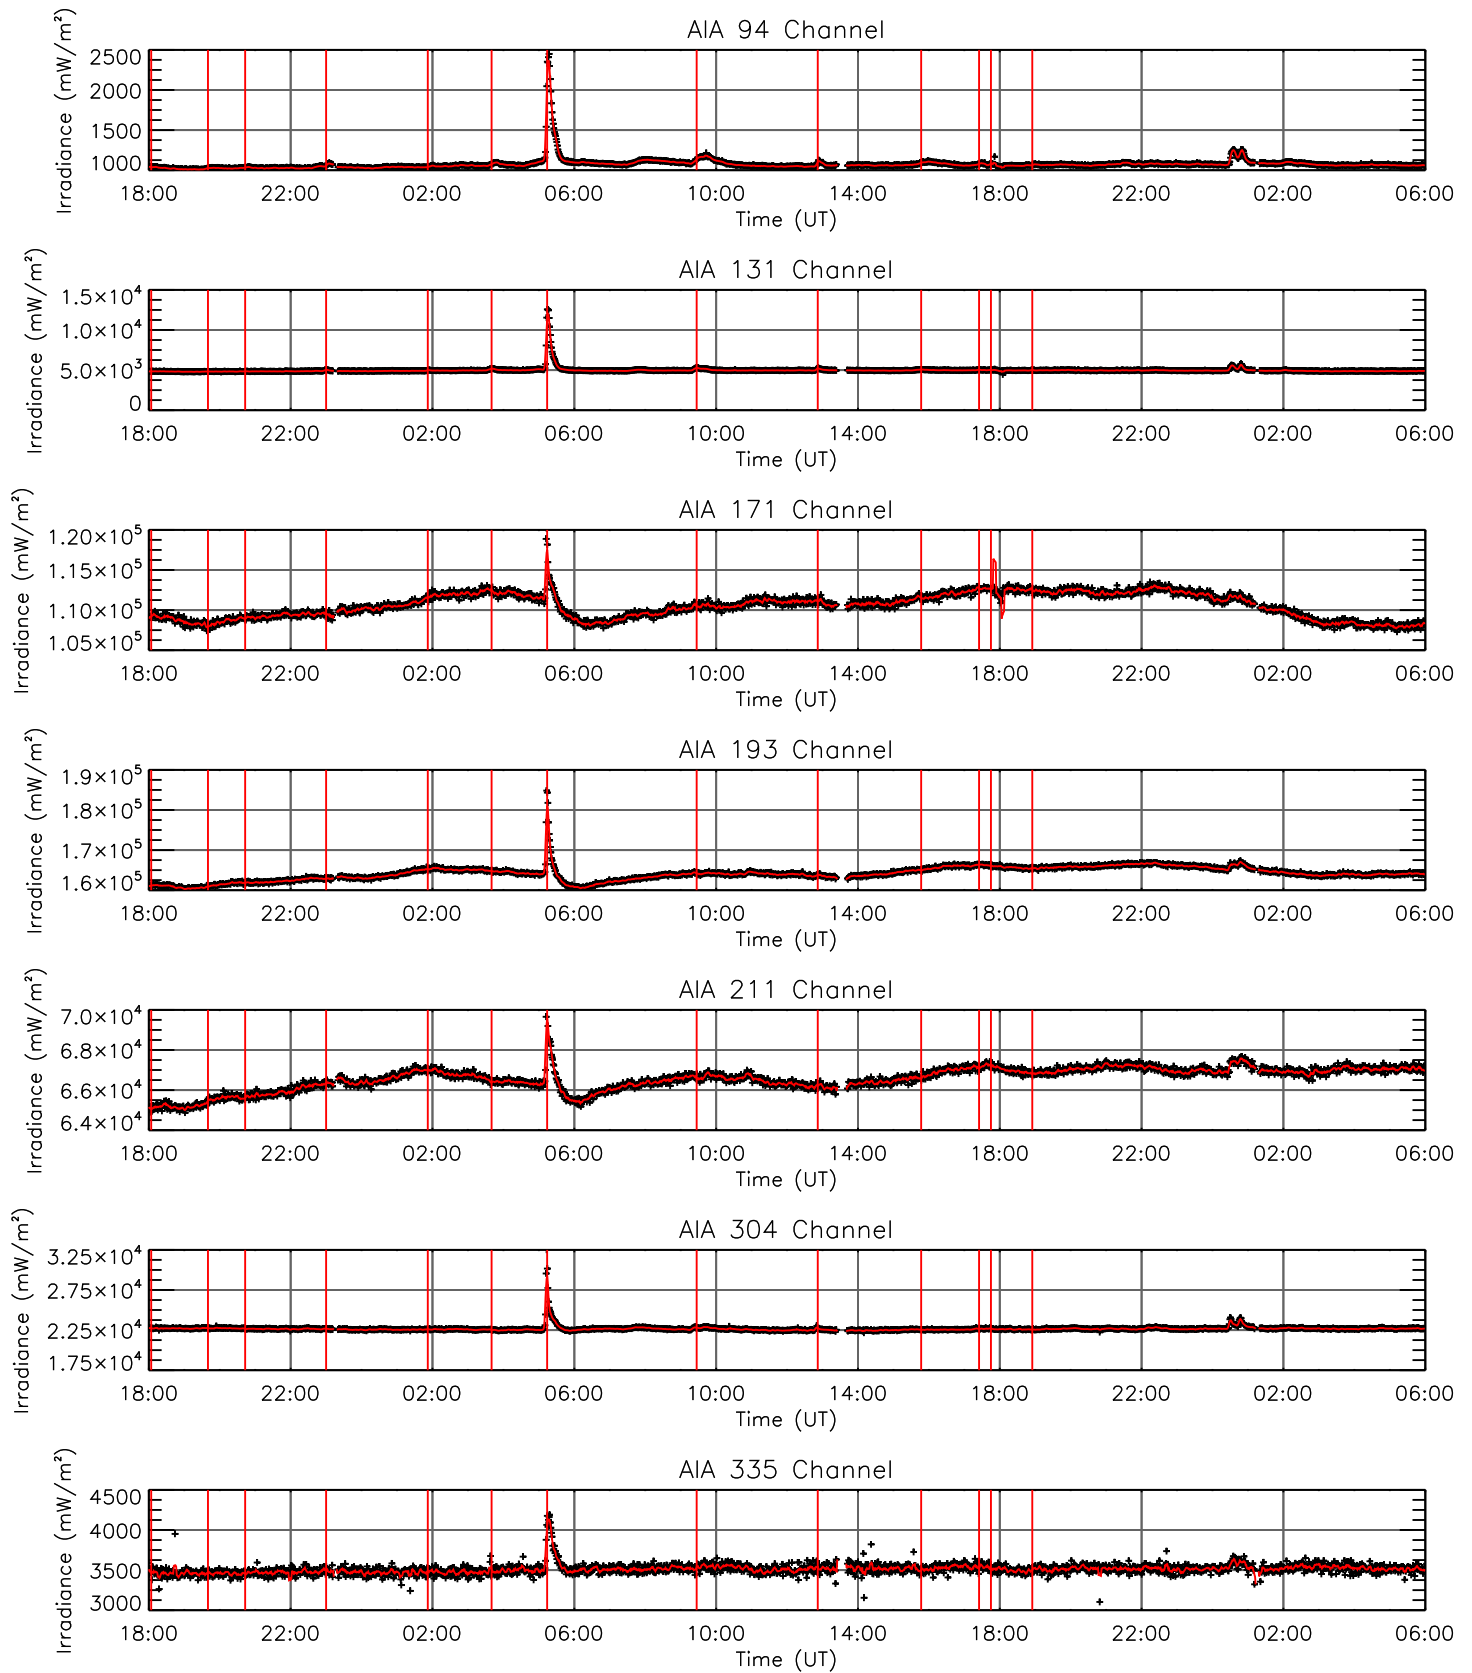 AIA 94 Channel
Irradiance (mW/m²)
2500
2000
1500
1000
18:00 22:00 02:00 06:00 10:00 14:00 18:00 22:00 02:00 06:00
Time (UT)
AIA 131 Channel
Irradiance (mW/m²)
1.5×10⁴
1.0×10⁴
5.0×10³
0
18:00 22:00 02:00 06:00 10:00 14:00 18:00 22:00 02:00 06:00
Time (UT)
AIA 171 Channel
Irradiance (mW/m²)
1.20×10⁵
1.15×10⁵
1.10×10⁵
1.05×10⁵
18:00 22:00 02:00 06:00 10:00 14:00 18:00 22:00 02:00 06:00
Time (UT)
AIA 193 Channel
Irradiance (mW/m²)
1.9×10⁵
1.8×10⁵
1.7×10⁵
1.6×10⁵
18:00 22:00 02:00 06:00 10:00 14:00 18:00 22:00 02:00 06:00
Time (UT)
AIA 211 Channel
Irradiance (mW/m²)
7.0×10⁴
6.8×10⁴
6.6×10⁴
6.4×10⁴
18:00 22:00 02:00 06:00 10:00 14:00 18:00 22:00 02:00 06:00
Time (UT)
AIA 304 Channel
Irradiance (mW/m²)
3.25×10⁴
2.75×10⁴
2.25×10⁴
1.75×10⁴
18:00 22:00 02:00 06:00 10:00 14:00 18:00 22:00 02:00 06:00
Time (UT)
AIA 335 Channel
Irradiance (mW/m²)
4500
4000
3500
3000
18:00 22:00 02:00 06:00 10:00 14:00 18:00 22:00 02:00 06:00
Time (UT)